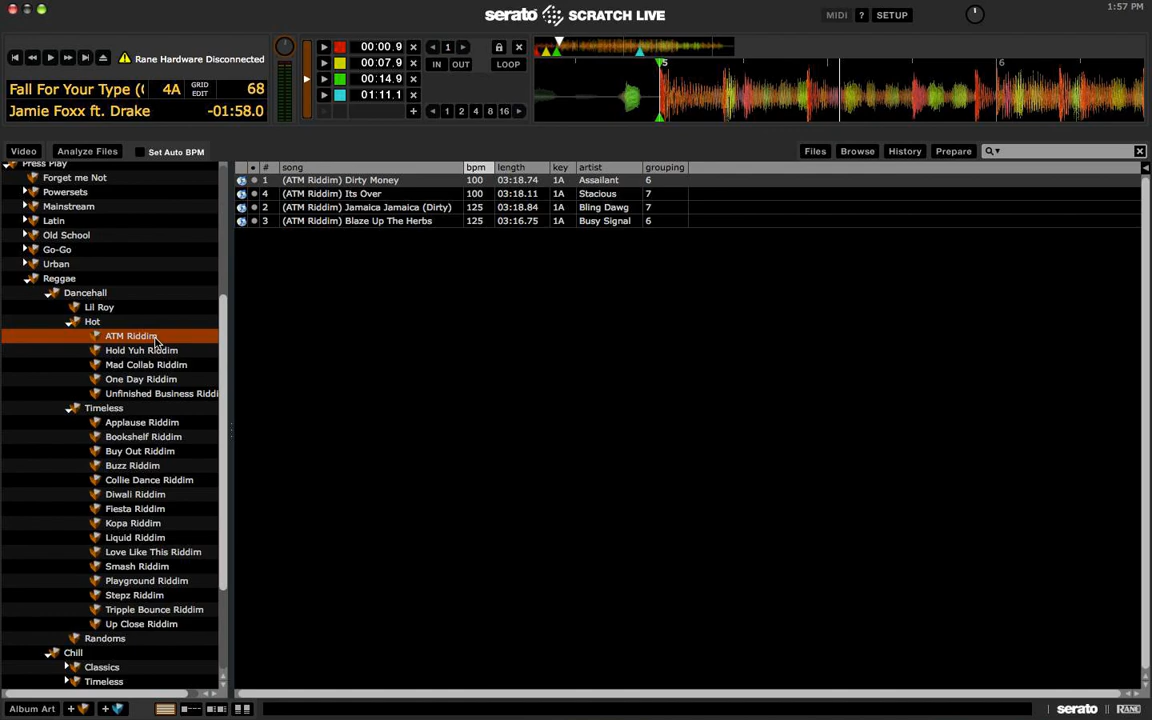 1:57 PM
serato SCRATCH LIVE
MIDI ? SETUP
Rane Hardware Disconnected
Fall For Your Type (( 4A GRID EDIT 68
Jamie Foxx ft. Drake -01:58.0
00:00.9
00:07.9
00:14.9
01:11.1
1
IN OUT LOOP
1 2 4 8 16
5 6
Video Analyze Files Set Auto BPM
Files Browse History Prepare
Press Play
Forget me Not
Powersets
Mainstream
Latin
Old School
Go-Go
Urban
Reggae
Dancehall
Lil Roy
Hot
ATM Riddim
Hold Yuh Riddim
Mad Collab Riddim
One Day Riddim
Unfinished Business Riddi
Timeless
Applause Riddim
Bookshelf Riddim
Buy Out Riddim
Buzz Riddim
Collie Dance Riddim
Diwali Riddim
Fiesta Riddim
Kopa Riddim
Liquid Riddim
Love Like This Riddim
Smash Riddim
Playground Riddim
Stepz Riddim
Tripple Bounce Riddim
Up Close Riddim
Randoms
Chill
Classics
Timeless
# song bpm length key artist grouping
1 (ATM Riddim) Dirty Money 100 03:18.74 1A Assailant 6
4 (ATM Riddim) Its Over 100 03:18.11 1A Stacious 7
2 (ATM Riddim) Jamaica Jamaica (Dirty) 125 03:18.84 1A Bling Dawg 7
3 (ATM Riddim) Blaze Up The Herbs 125 03:16.75 1A Busy Signal 6
Album Art + +
serato RANE